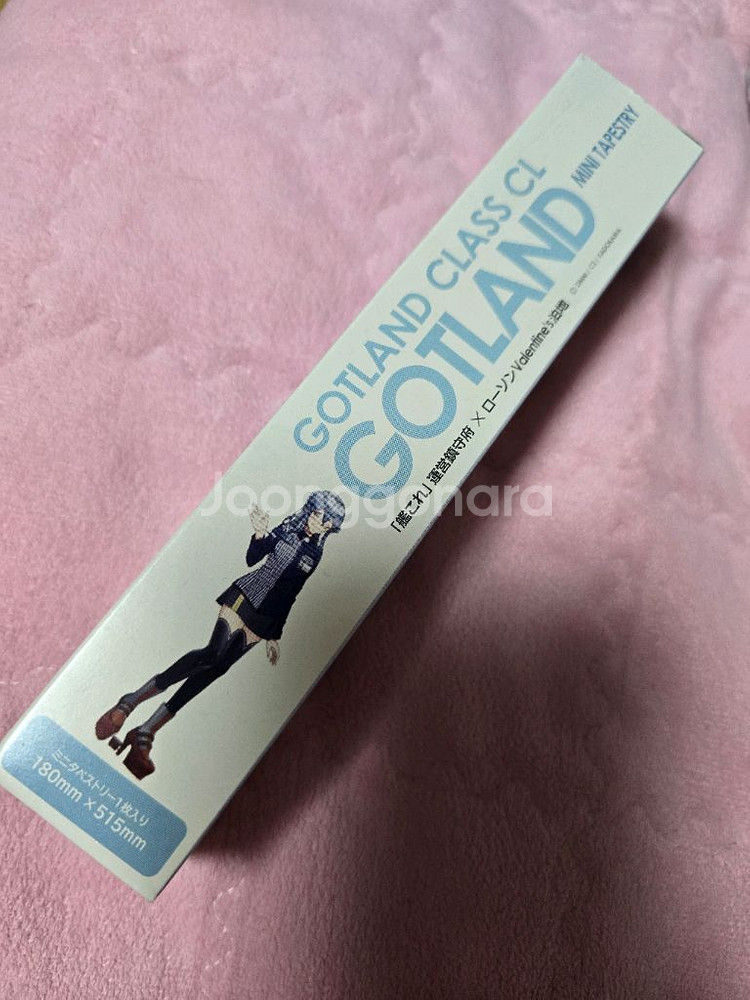 GOTLAND CLASS CL
GOTLAND
MINI TAPESTRY
「艦これ」運営鎮守府 × ローソン Valentine's泊地
Joonggonara
ミニタペストリー1枚入り
180mm × 515mm